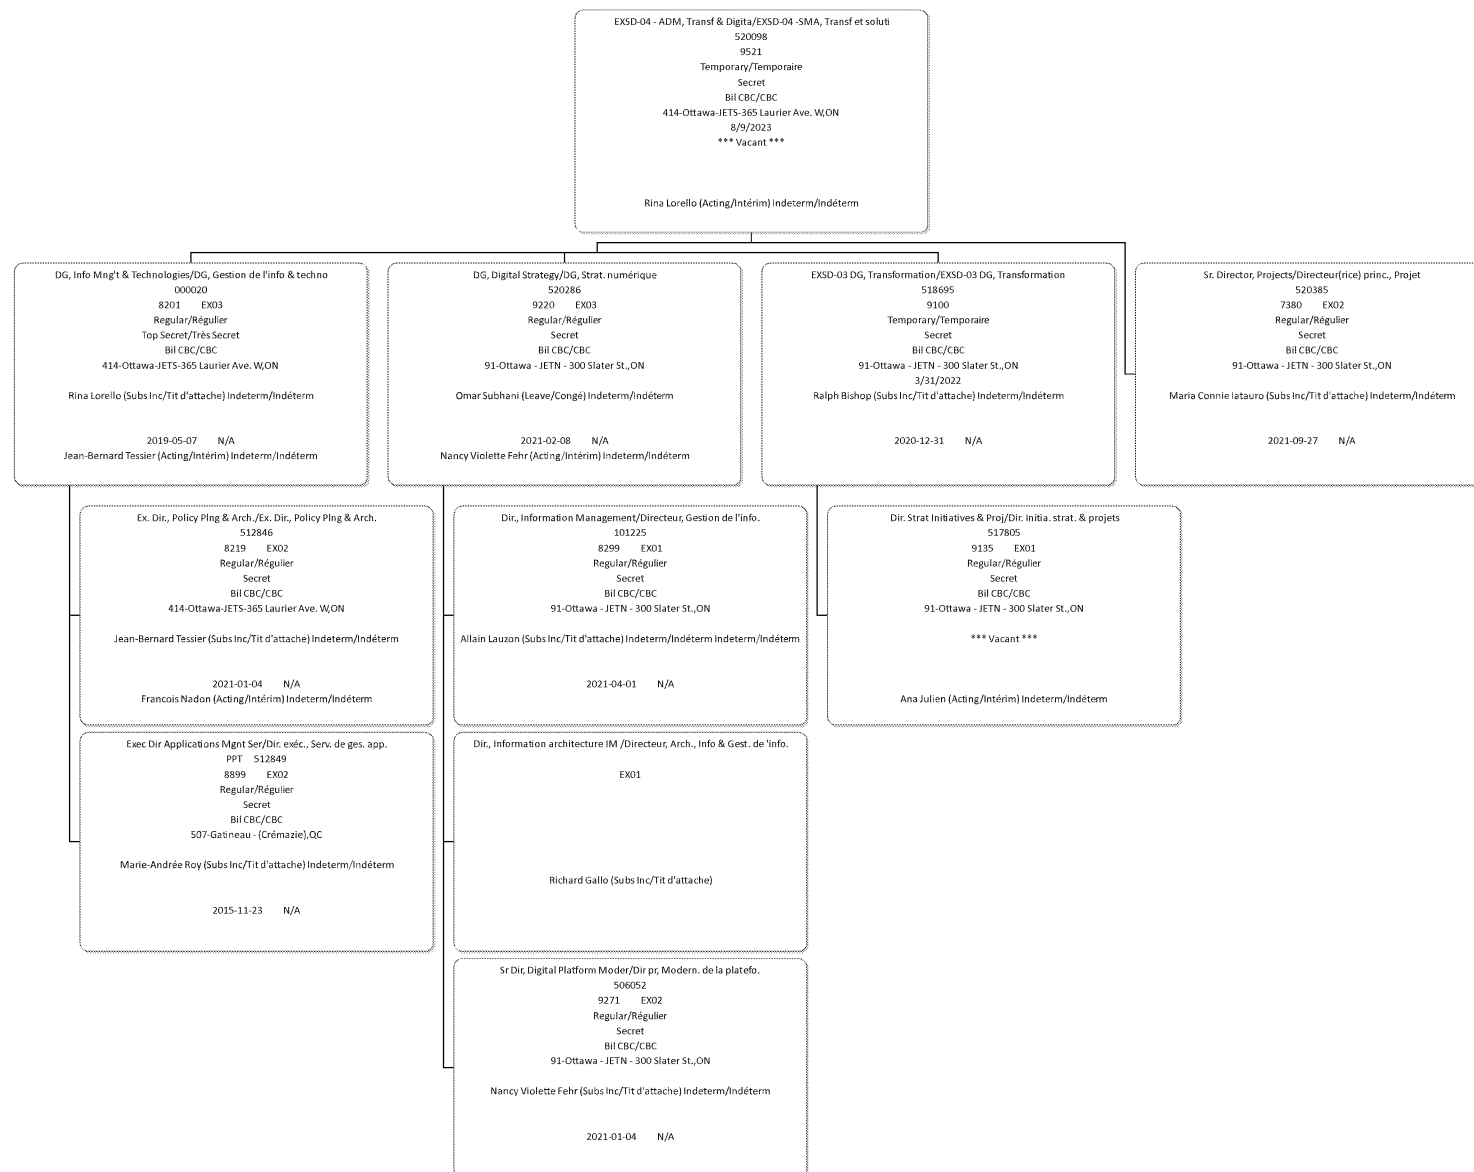 EXSD-04 - ADM, Transf & Digita/EXSD-04 -SMA, Transf et soluti
520098
9521
Temporary/Temporaire
Secret
Bil CBC/CBC
414-Ottawa-JETS-365 Laurier Ave. W,ON
8/9/2023
*** Vacant ***
Rina Lorello (Acting/Intérim) Indeterm/Indéterm
DG, Info Mng't & Technologies/DG, Gestion de l'info & techno
000020
8201 EX03
Regular/Régulier
Top Secret/Très Secret
Bil CBC/CBC
414-Ottawa-JETS-365 Laurier Ave. W,ON
Rina Lorello (Subs Inc/Tit d'attache) Indeterm/Indéterm
2019-05-07 N/A
Jean-Bernard Tessier (Acting/Intérim) Indeterm/Indéterm
DG, Digital Strategy/DG, Strat. numérique
520286
9220 EX03
Regular/Régulier
Secret
Bil CBC/CBC
91-Ottawa - JETN - 300 Slater St.,ON
Omar Subhani (Leave/Congé) Indeterm/Indéterm
2021-02-08 N/A
Nancy Violette Fehr (Acting/Intérim) Indeterm/Indéterm
EXSD-03 DG, Transformation/EXSD-03 DG, Transformation
518695
9100
Temporary/Temporaire
Secret
Bil CBC/CBC
91-Ottawa - JETN - 300 Slater St.,ON
3/31/2022
Ralph Bishop (Subs Inc/Tit d'attache) Indeterm/Indéterm
2020-12-31 N/A
Sr. Director, Projects/Directeur(rice) princ., Projet
520385
7380 EX02
Regular/Régulier
Secret
Bil CBC/CBC
91-Ottawa - JETN - 300 Slater St.,ON
Maria Connie Iatauro (Subs Inc/Tit d'attache) Indeterm/Indéterm
2021-09-27 N/A
Ex. Dir., Policy Plng & Arch./Ex. Dir., Policy Plng & Arch.
512846
8219 EX02
Regular/Régulier
Secret
Bil CBC/CBC
414-Ottawa-JETS-365 Laurier Ave. W,ON
Jean-Bernard Tessier (Subs Inc/Tit d'attache) Indeterm/Indéterm
2021-01-04 N/A
Francois Nadon (Acting/Intérim) Indeterm/Indéterm
Dir., Information Management/Directeur, Gestion de l'info.
101225
8299 EX01
Regular/Régulier
Secret
Bil CBC/CBC
91-Ottawa - JETN - 300 Slater St.,ON
Allain Lauzon (Subs Inc/Tit d'attache) Indeterm/Indéterm Indeterm/Indéterm
2021-04-01 N/A
Dir. Strat Initiatives & Proj/Dir. Initia. strat. & projets
517805
9135 EX01
Regular/Régulier
Secret
Bil CBC/CBC
91-Ottawa - JETN - 300 Slater St.,ON
*** Vacant ***
Ana Julien (Acting/Intérim) Indeterm/Indéterm
Exec Dir Applications Mgnt Ser/Dir. exéc., Serv. de ges. app.
PPT 512849
8899 EX02
Regular/Régulier
Secret
Bil CBC/CBC
507-Gatineau - (Crémazie),QC
Marie-Andrée Roy (Subs Inc/Tit d'attache) Indeterm/Indéterm
2015-11-23 N/A
Dir., Information architecture IM /Directeur, Arch., Info & Gest. de 'info.
EX01
Richard Gallo (Subs Inc/Tit d'attache)
Sr Dir, Digital Platform Moder/Dir pr, Modern. de la platefo.
506052
9271 EX02
Regular/Régulier
Secret
Bil CBC/CBC
91-Ottawa - JETN - 300 Slater St.,ON
Nancy Violette Fehr (Subs Inc/Tit d'attache) Indeterm/Indéterm
2021-01-04 N/A